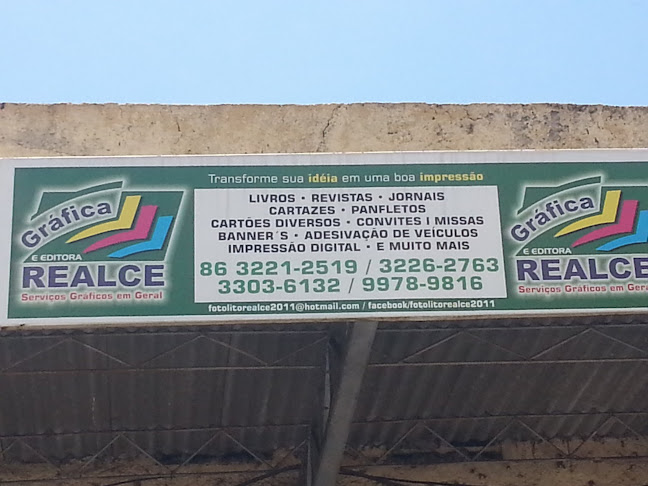 Transforme sua idéia em uma boa impressão
Gráfica
E EDITORA
REALCE
Serviços Gráficos em Geral
LIVROS • REVISTAS • JORNAIS
CARTAZES • PANFLETOS
CARTÕES DIVERSOS • CONVITES I MISSAS
BANNER´S • ADESIVAÇÃO DE VEÍCULOS
IMPRESSÃO DIGITAL • E MUITO MAIS
86 3221-2519 / 3226-2763
3303-6132 / 9978-9816
fotolitorealce2011@hotmail.com / facebook/fotolitorealce2011
Gráfica
E EDITORA
REALCE
Serviços Gráficos em Geral